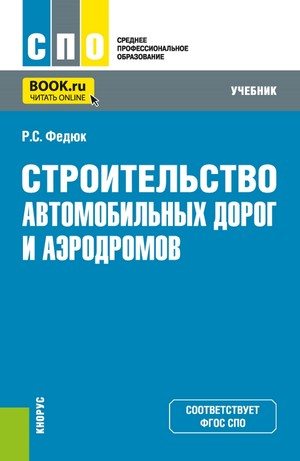 СПО
СРЕДНЕЕ
ПРОФЕССИОНАЛЬНОЕ
ОБРАЗОВАНИЕ
BOOK.ru
ЧИТАТЬ ONLINE
УЧЕБНИК
Р.С. Федюк
СТРОИТЕЛЬСТВО
АВТОМОБИЛЬНЫХ ДОРОГ
И АЭРОДРОМОВ
КНОРУС
СООТВЕТСТВУЕТ
ФГОС СПО